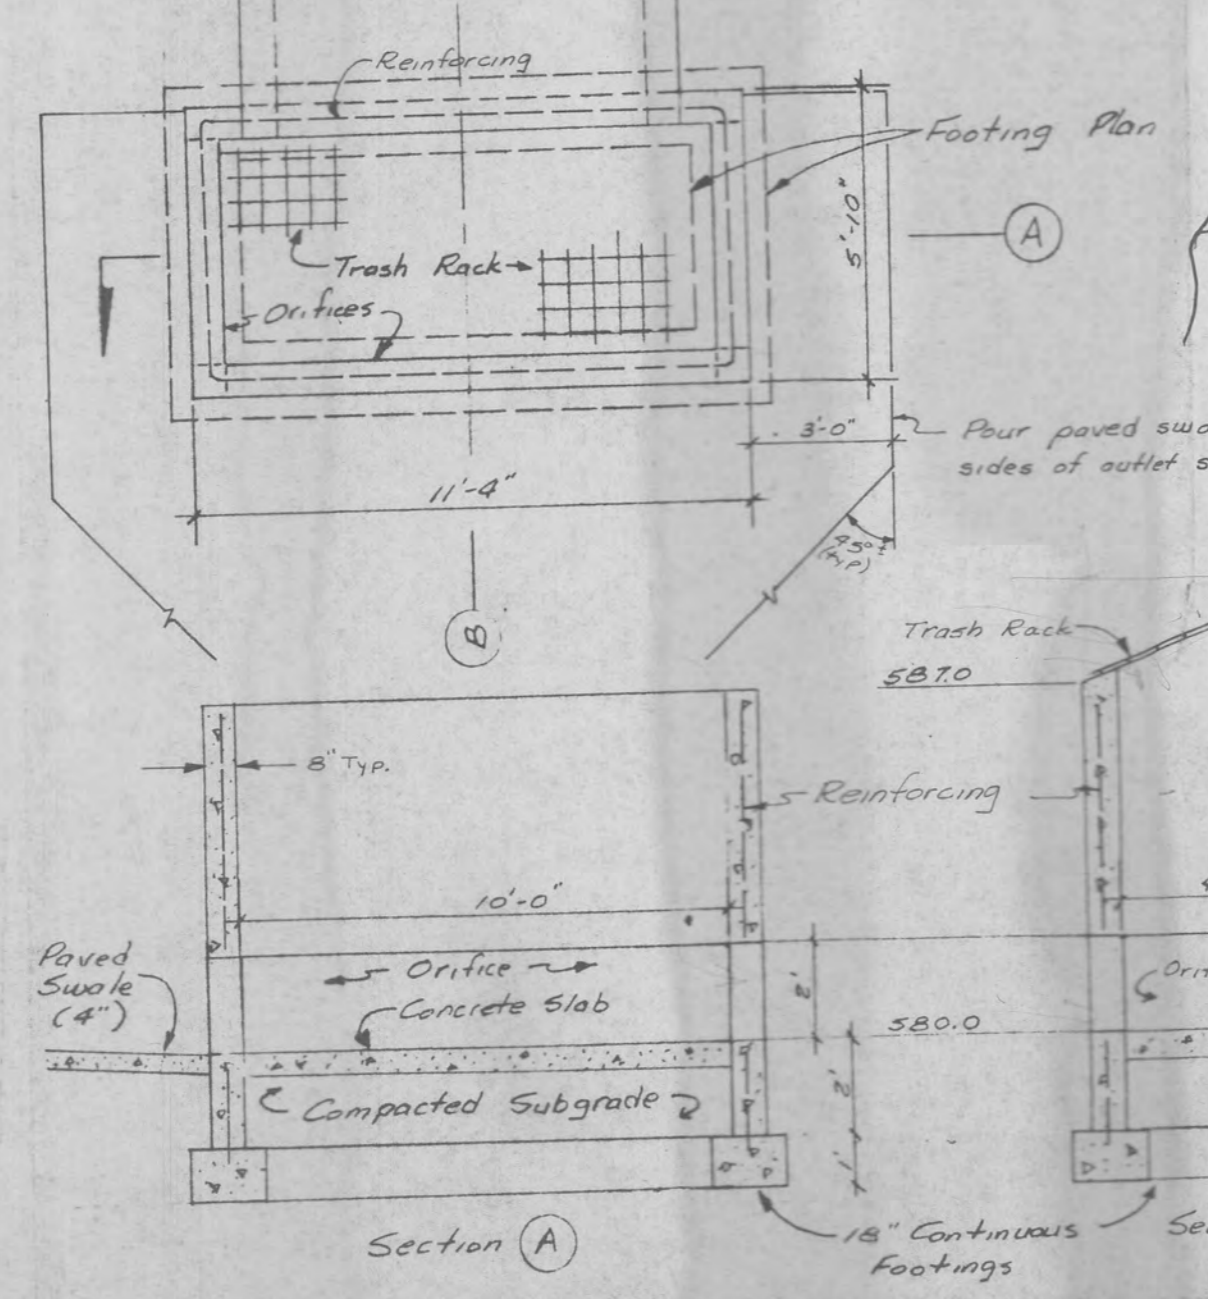 Reinforcing
Footing Plan
5'-10"
A
Trash Rack
Orifices
3'-0"
Pour paved swa
sides of outlet s
11'-4"
45°±
(typ)
B
Trash Rack
587.0
8" Typ.
Reinforcing
10'-0"
Paved
Swale
(4")
Orifice
Concrete Slab
2'
Ori
580.0
Compacted Subgrade
2'
1'
Section A
18" Continuous
Footings
Se